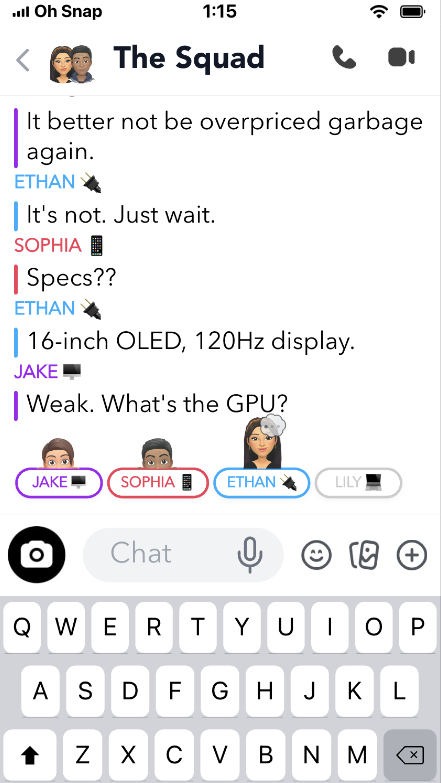 Oh Snap
1:15
The Squad
It better not be overpriced garbage
again.
ETHAN 🔌
It's not. Just wait.
SOPHIA 📱
Specs??
ETHAN 🔌
16-inch OLED, 120Hz display.
JAKE 🖥️
Weak. What's the GPU?
JAKE 🖥️ SOPHIA 📱 ETHAN 🔌 LILY 💻
Chat
Q W E R T Y U I O P
A S D F G H J K L
Z X C V B N M